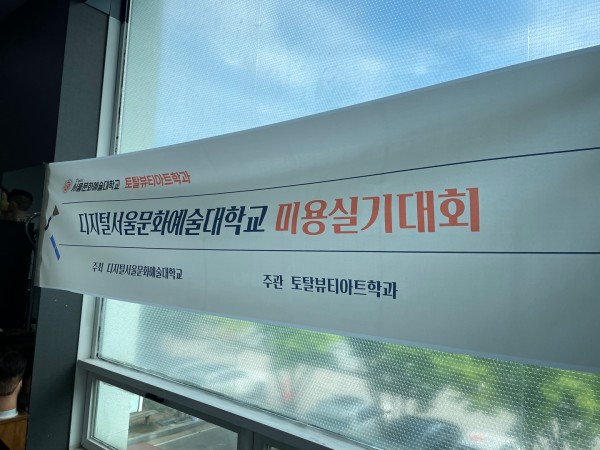 서울문화예술대학교 토탈뷰티아트학과
디지털서울문화예술대학교 미용실기대회
주최 디지털서울문화예술대학교 주관 토탈뷰티아트학과